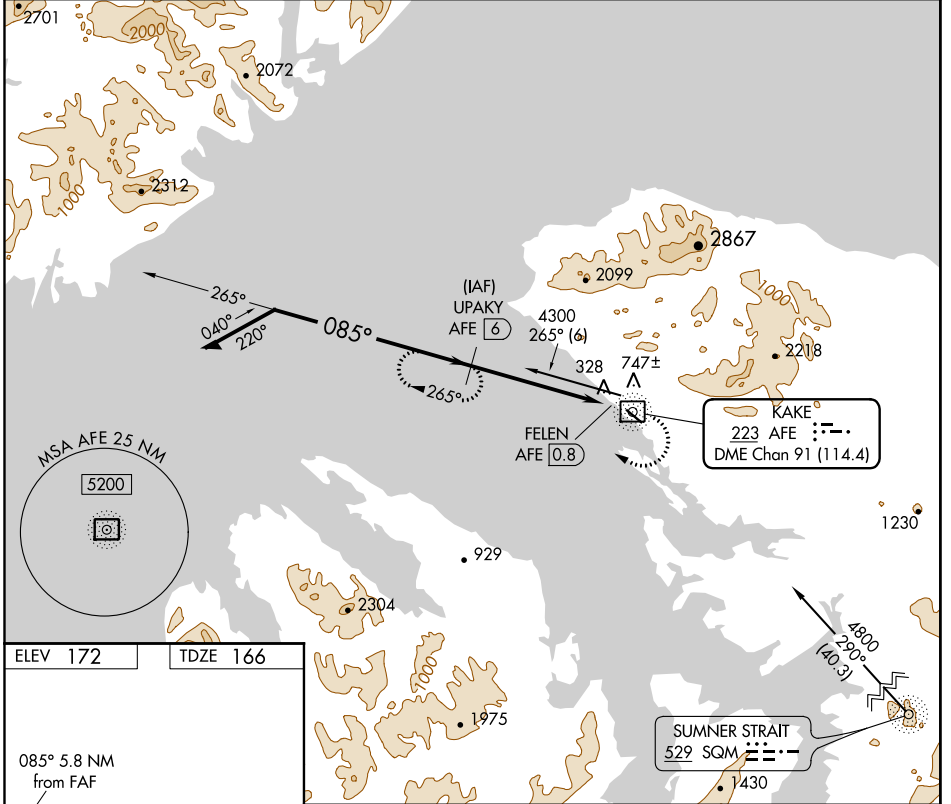 2701
2000
2072
2312
1000
2867
2099
1000
2218
(IAF)
UPAKY
AFE 6
4300
265° (6)
328
747±
265°
040°
220°
085°
265°
FELEN
AFE 0.8
KAKE
223 AFE
DME Chan 91 (114.4)
MSA AFE 25 NM
5200
1230
929
2304
1000
1975
4800
290°
(40.3)
SUMNER STRAIT
529 SQM
1430
ELEV 172
TDZE 166
085° 5.8 NM
from FAF